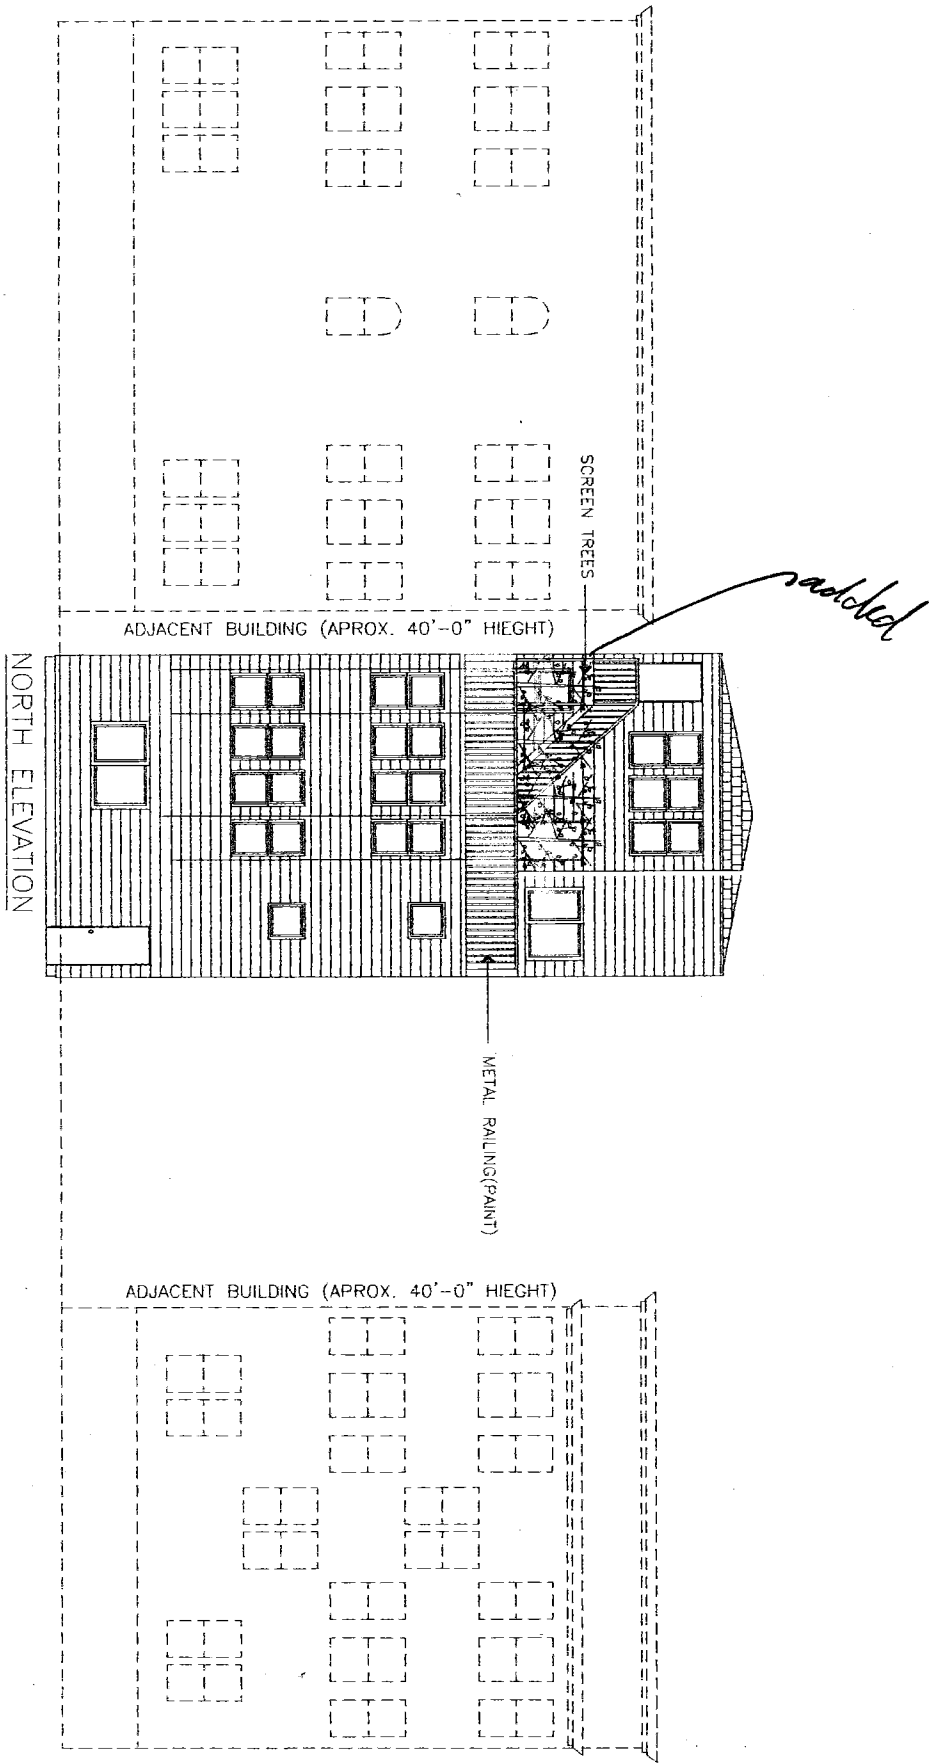 SCREEN TREES
added
ADJACENT BUILDING (APROX. 40'-0" HIEGHT)
METAL RAILING(PAINT)
ADJACENT BUILDING (APROX. 40'-0" HIEGHT)
NORTH ELEVATION